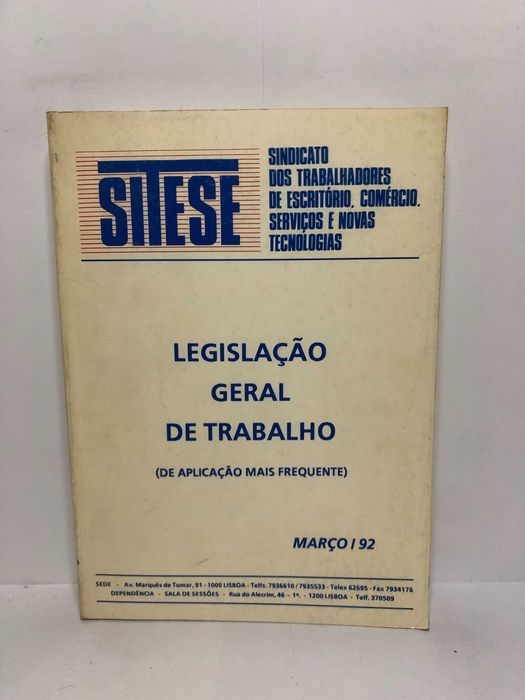 SITESE
SINDICATO
DOS TRABALHADORES
DE ESCRITÓRIO, COMÉRCIO,
SERVIÇOS E NOVAS
TECNOLOGIAS
LEGISLAÇÃO
GERAL
DE TRABALHO
(DE APLICAÇÃO MAIS FREQUENTE)
MARÇO / 92
SEDE - Av. Marquês de Tomar, 91 - 1000 LISBOA - Telfs. 7936610 / 7935533 - Telex 62695 - Fax 7934176
DEPENDÊNCIA - SALA DE SESSÕES - Rua do Alecrim, 46 - 1º. - 1200 LISBOA - Telf. 370509